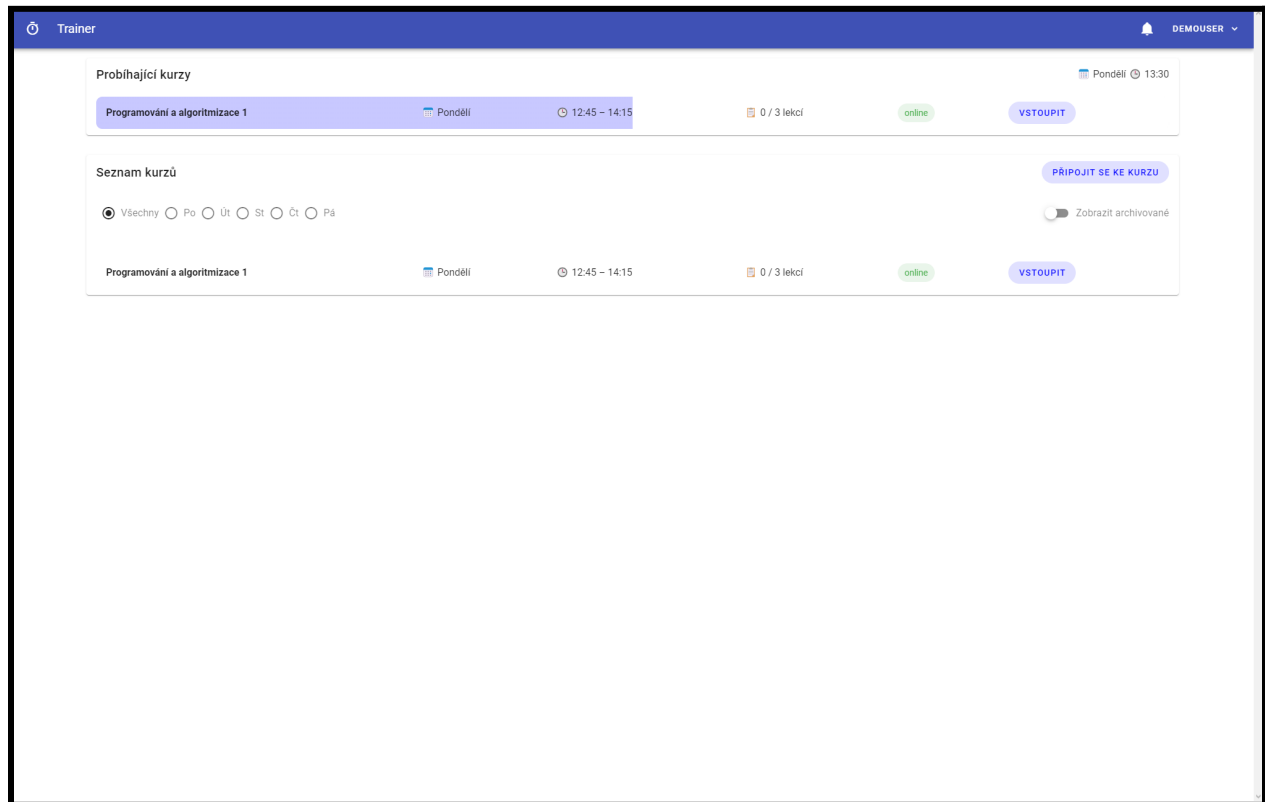 Trainer DEMOUSER
Probíhající kurzy Pondělí 13:30
Programování a algoritmizace 1 Pondělí 12:45 – 14:15 0 / 3 lekcí online VSTOUPIT
Seznam kurzů PŘIPOJIT SE KE KURZU
Všechny Po Út St Čt Pá Zobrazit archivované
Programování a algoritmizace 1 Pondělí 12:45 – 14:15 0 / 3 lekcí online VSTOUPIT